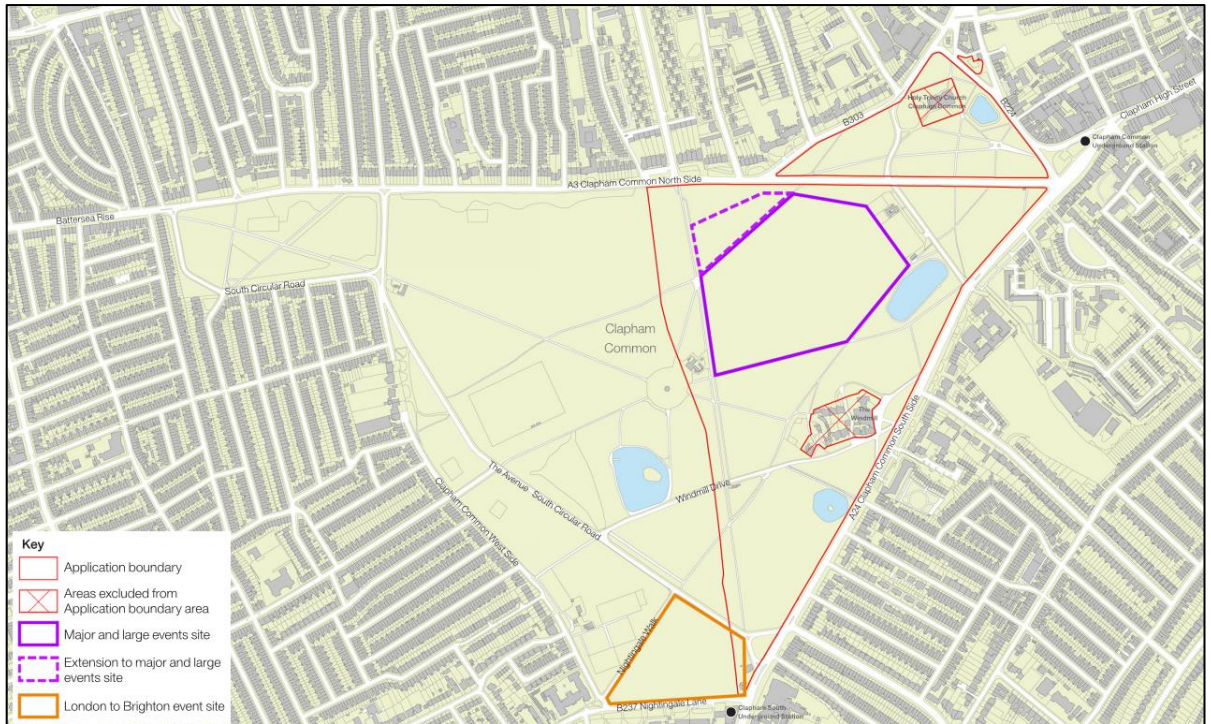 Holy Trinity Church
Clapham Common
B303
B224
Clapham High Street
Clapham Common
Underground Station
A3 Clapham Common North Side
Battersea Rise
South Circular Road
Clapham
Common
The
Windmill
A24 Clapham Common South Side
The Avenue South Circular Road
Windmill Drive
Clapham Common West Side
Nightingale Walk
B237 Nightingale Lane
Clapham South
Underground Station
Key
Application boundary
Areas excluded from
Application boundary area
Major and large events site
Extension to major and large
events site
London to Brighton event site